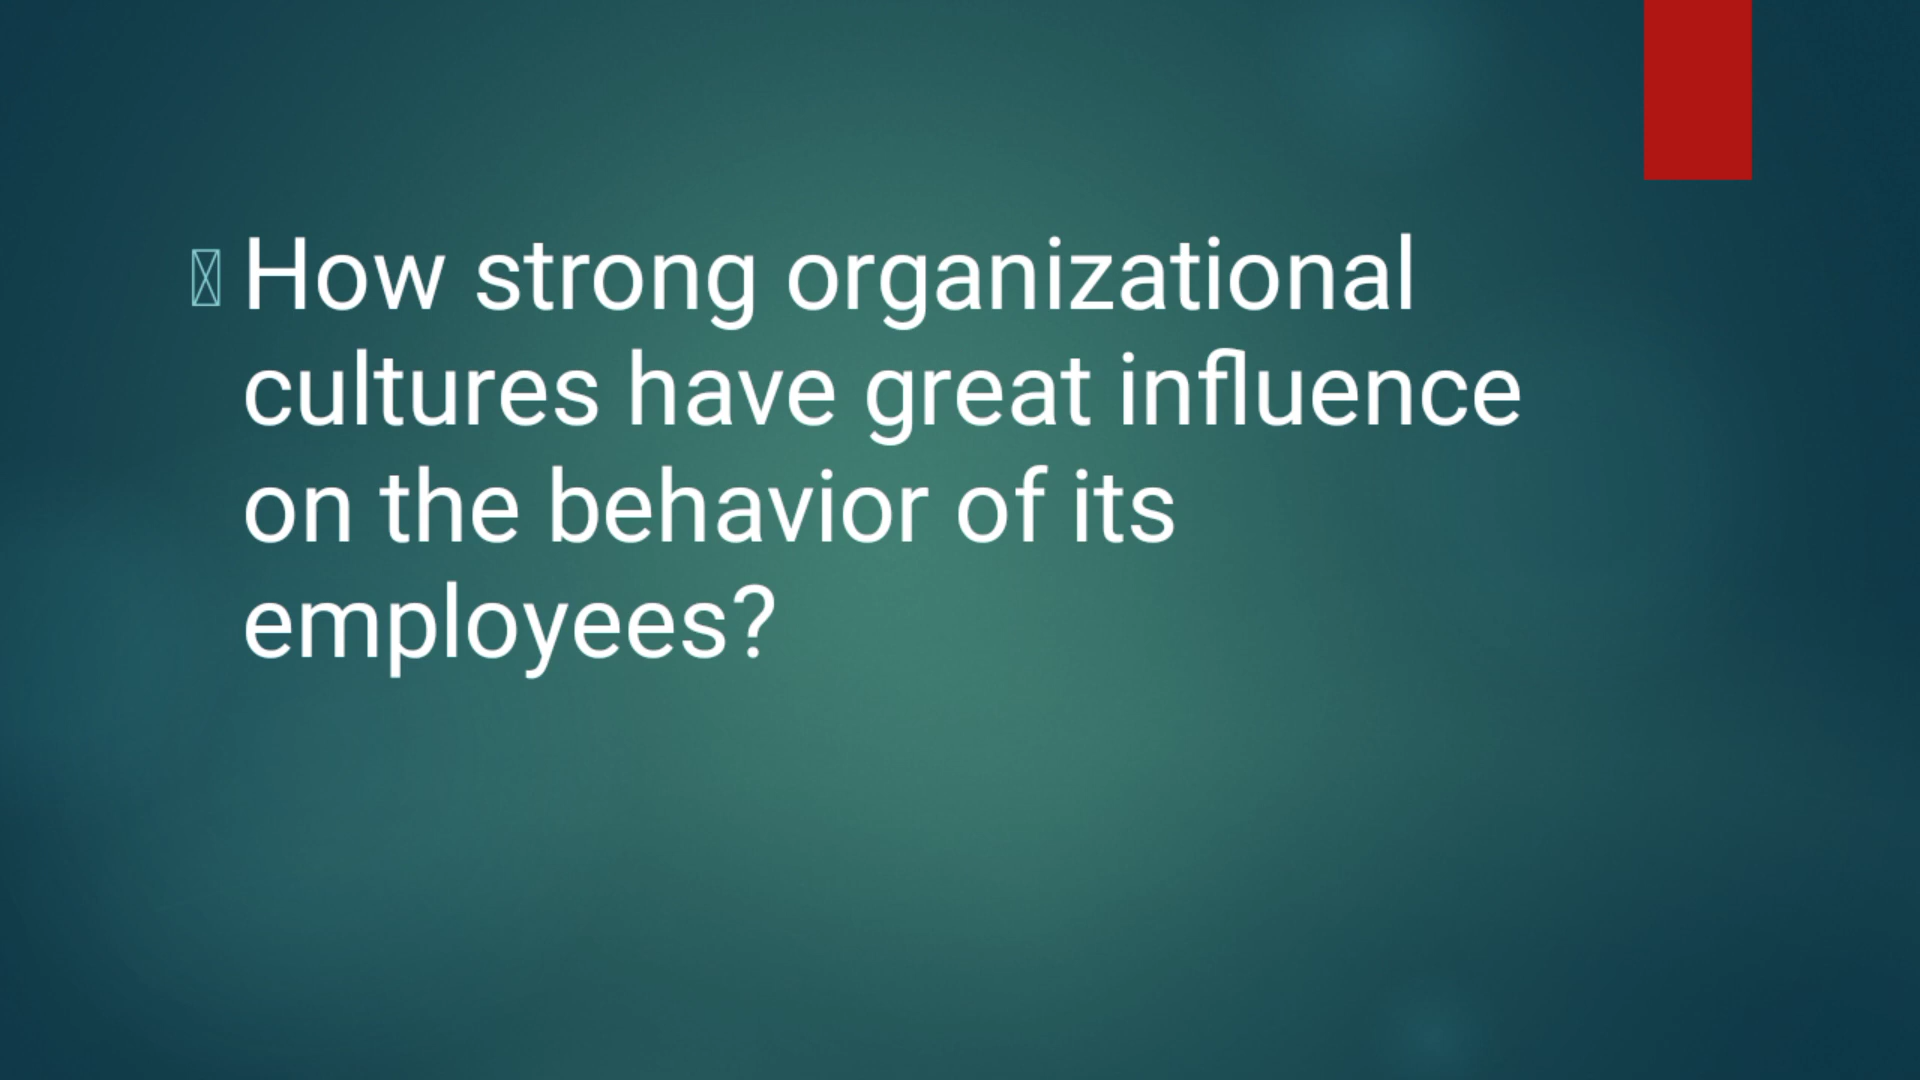 How strong organizational
cultures have great influence
on the behavior of its
employees?